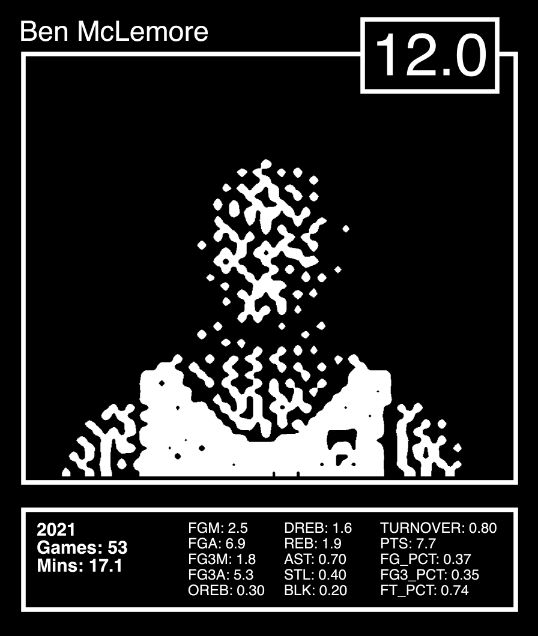 Ben McLemore
12.0
2021
Games: 53
Mins: 17.1
FGM: 2.5
FGA: 6.9
FG3M: 1.8
FG3A: 5.3
OREB: 0.30
DREB: 1.6
REB: 1.9
AST: 0.70
STL: 0.40
BLK: 0.20
TURNOVER: 0.80
PTS: 7.7
FG_PCT: 0.37
FG3_PCT: 0.35
FT_PCT: 0.74